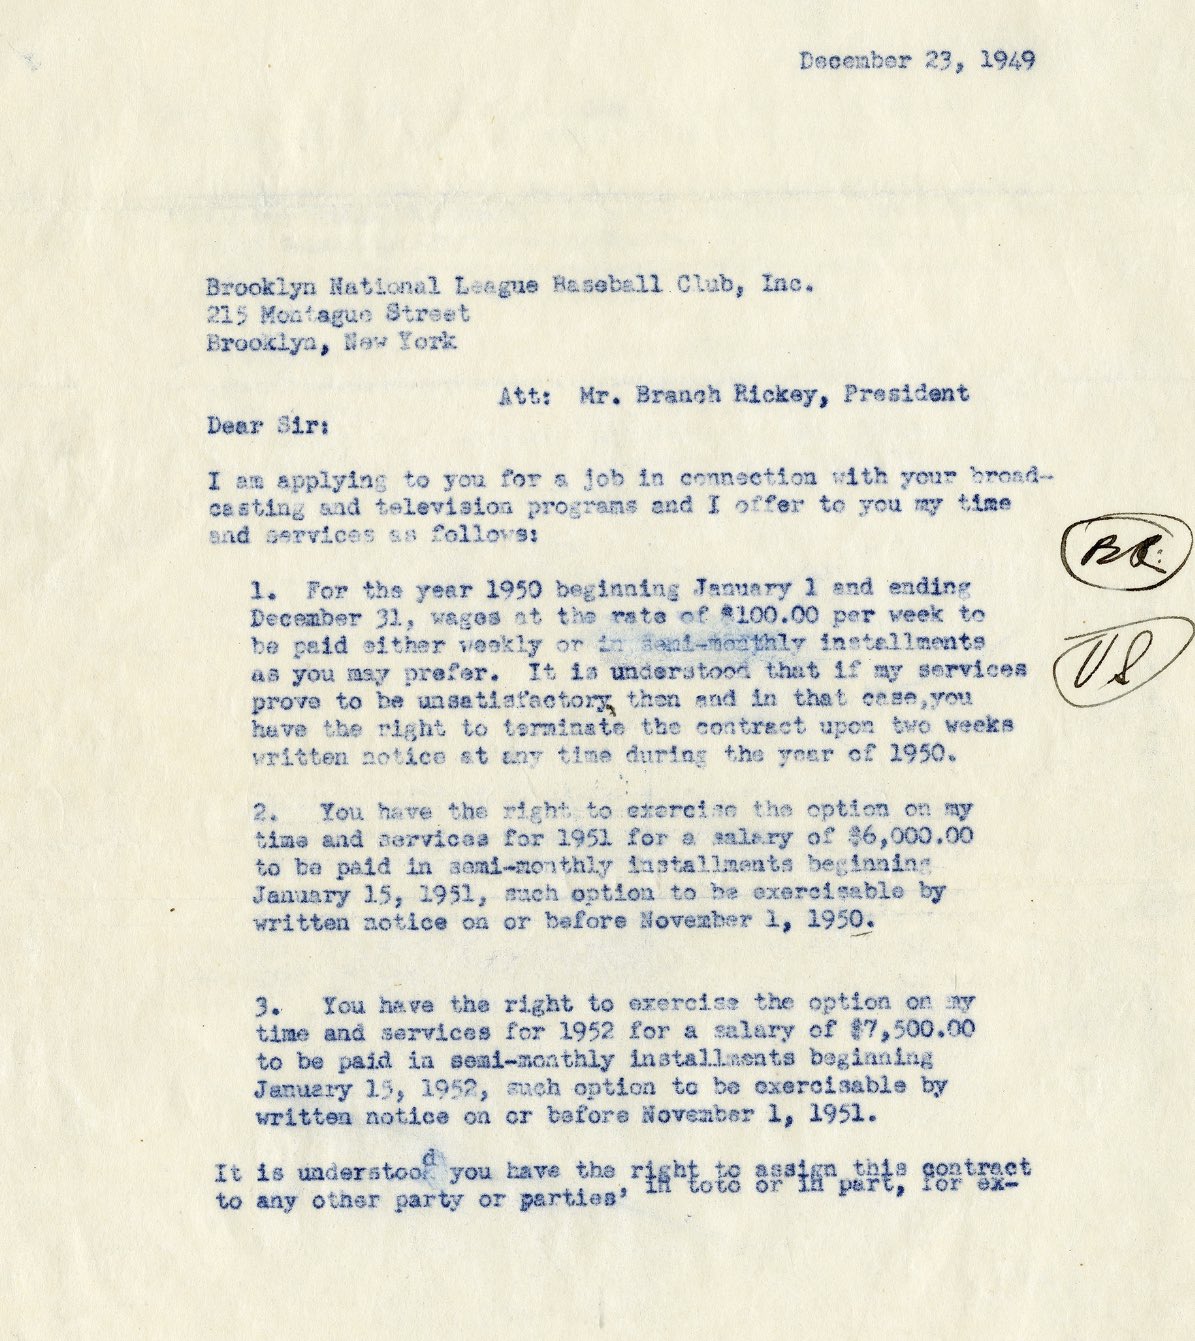 December 23, 1949
Brooklyn National League Baseball Club, Inc.
215 Montague Street
Brooklyn, New York
Att: Mr. Branch Rickey, President
Dear Sir:
I am applying to you for a job in connection with your broad-
casting and television programs and I offer to you my time
and services as follows:
1. For the year 1950 beginning January 1 and ending
December 31, wages at the rate of $100.00 per week to
be paid either weekly or in semi-monthly installments
as you may prefer. It is understood that if my services
prove to be unsatisfactory, then and in that case,you
have the right to terminate the contract upon two weeks
written notice at any time during the year of 1950.
BR.
VS
2. You have the right to exercise the option on my
time and services for 1951 for a salary of $6,000.00
to be paid in semi-monthly installments beginning
January 15, 1951, such option to be exercisable by
written notice on or before November 1, 1950.
3. You have the right to exercise the option on my
time and services for 1952 for a salary of $7,500.00
to be paid in semi-monthly installments beginning
January 15, 1952, such option to be exercisable by
written notice on or before November 1, 1951.
It is understood you have the right to assign this contract
to any other party or parties, in toto or in part, for ex-